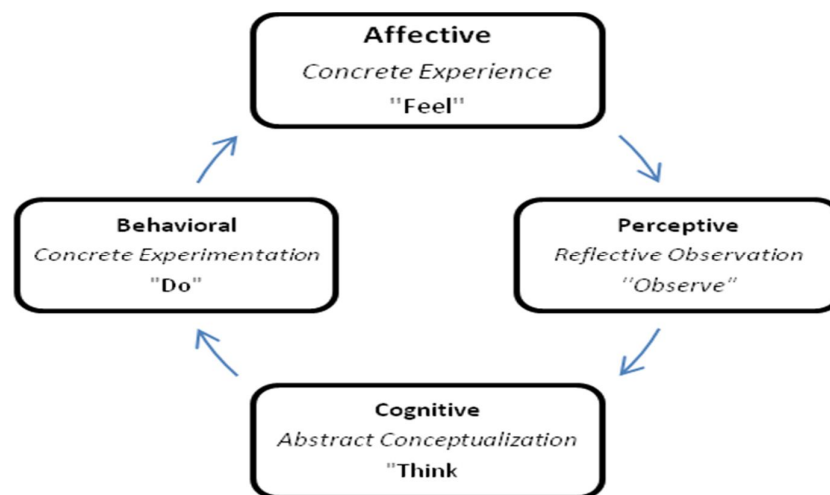 Affective
Concrete Experience
"Feel"
Behavioral
Concrete Experimentation
"Do"
Perceptive
Reflective Observation
"Observe"
Cognitive
Abstract Conceptualization
"Think